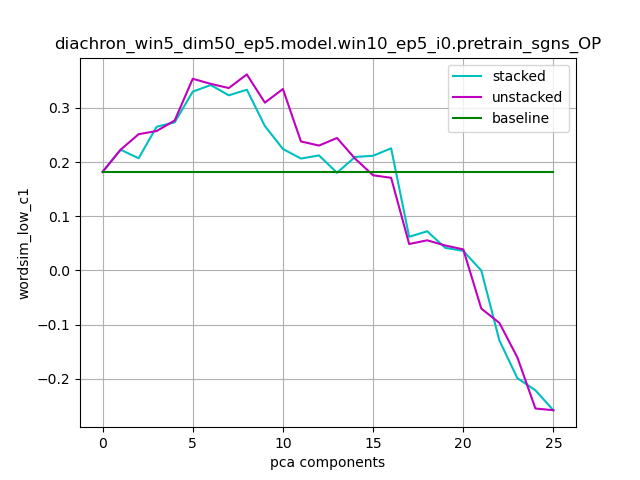 diachron_win5_dim50_ep5.model.win10_ep5_i0.pretrain_sgns_OP
stacked
unstacked
baseline
wordsim_low_c1
0.3
0.2
0.1
0.0
−0.1
−0.2
0 5 10 15 20 25
pca components